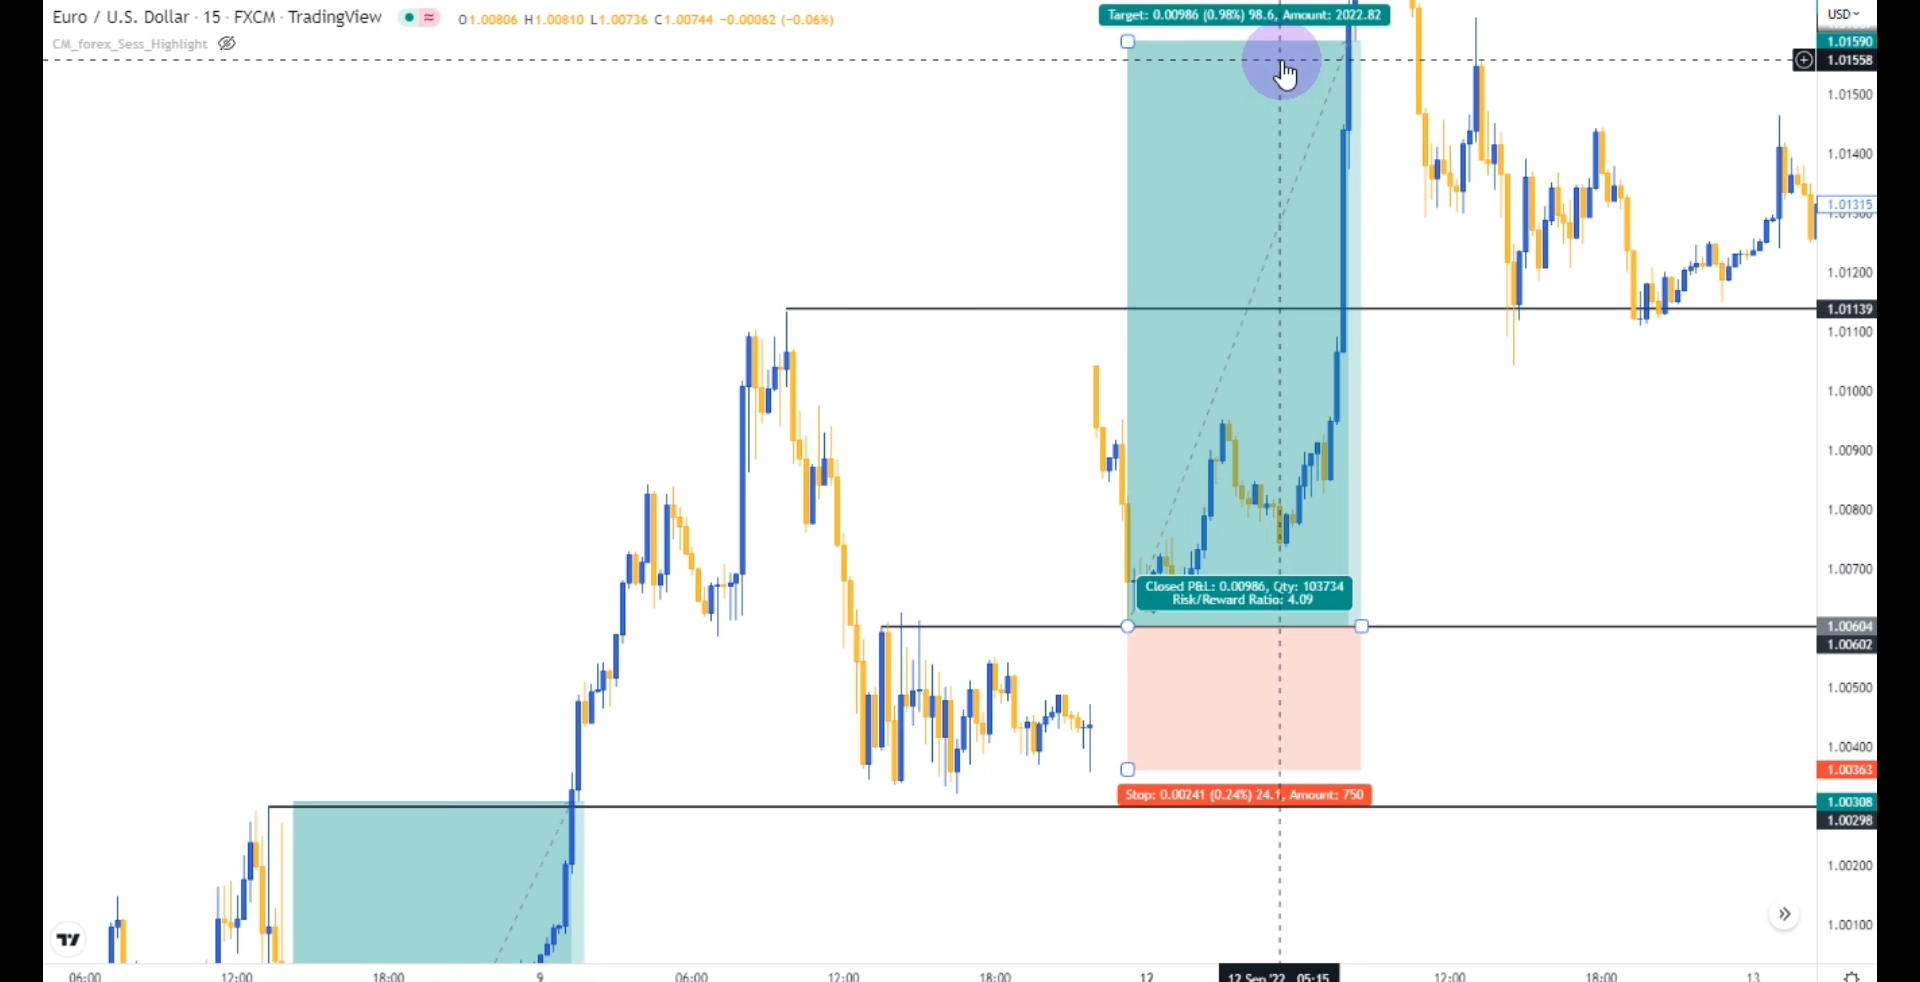 Euro / U.S. Dollar · 15 · FXCM · TradingView
O1.00806 H1.00810 L1.00736 C1.00744 −0.00062 (−0.06%)
CM_forex_Sess_Highlight
Target: 0.00986 (0.98%) 98.6, Amount: 2022.82
USD
1.01590
1.01558
1.01500
1.01400
1.01315
1.01300
1.01200
1.01139
1.01100
1.01000
1.00900
1.00800
1.00700
Closed P&L: 0.00986, Qty: 103734
Risk/Reward Ratio: 4.09
1.00604
1.00602
1.00500
1.00400
1.00363
Stop: 0.00241 (0.24%) 24.1, Amount: 750
1.00308
1.00298
1.00200
1.00100
06:00 12:00 18:00 9 06:00 12:00 18:00 12 12 Sep '22 05:15 12:00 18:00 13